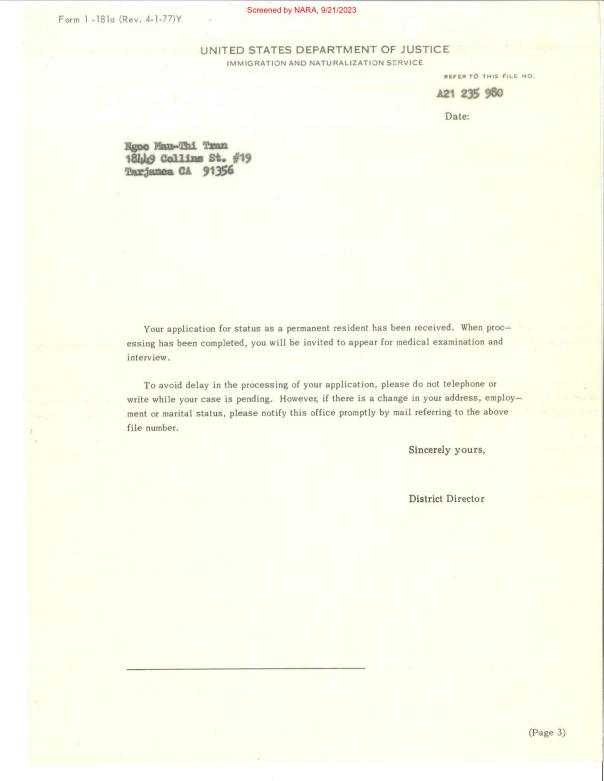 Screened by NARA, 9/21/2023
Form I-181a (Rev. 4-1-77)Y
UNITED STATES DEPARTMENT OF JUSTICE
IMMIGRATION AND NATURALIZATION SERVICE
REFER TO THIS FILE NO.
A21 235 980
Date:
Ngoc Mau-Thi Tran
18449 Collins St. #19
Tarjanea CA 91356
Your application for status as a permanent resident has been received. When proc—
essing has been completed, you will be invited to appear for medical examination and
interview.
To avoid delay in the processing of your application, please do not telephone or
write while your case is pending. However, if there is a change in your address, employ—
ment or marital status, please notify this office promptly by mail referring to the above
file number.
Sincerely yours,
District Director
(Page 3)